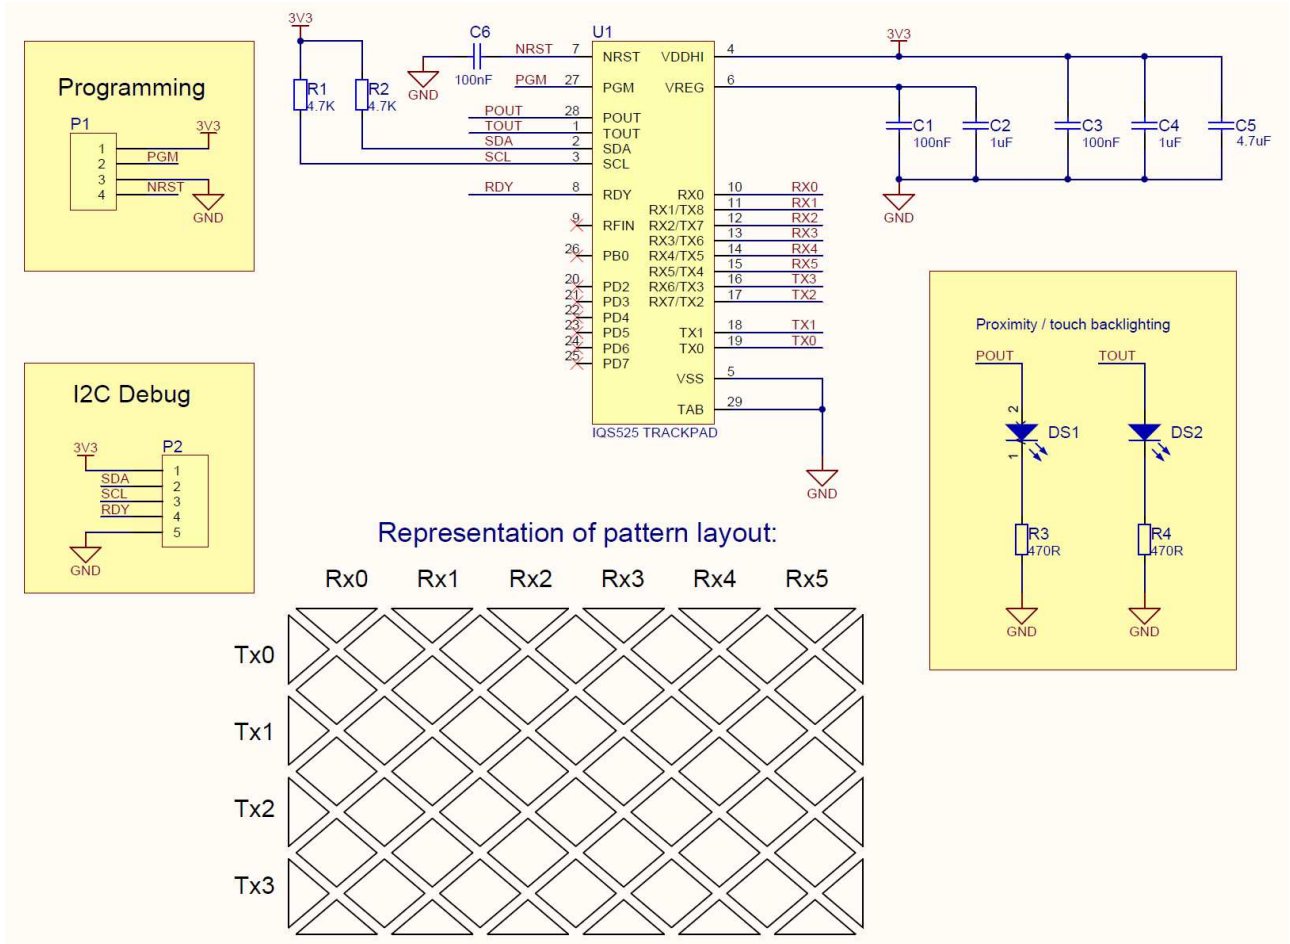 Programming
P1
3V3
1
2
PGM
3
4
NRST
GND
I2C Debug
3V3
P2
1
SDA
2
SCL
3
RDY
4
5
GND
3V3
R1
4.7K
R2
4.7K
C6
100nF
GND
U1
NRST 7 NRST
PGM 27 PGM
POUT 28 POUT
TOUT 1 TOUT
SDA 2 SDA
SCL 3 SCL
RDY 8 RDY
9 RFIN
26 PB0
20 PD2
21 PD3
22 PD4
23 PD5
24 PD6
25 PD7
VDDHI 4
VREG 6
RX0 10 RX0
RX1/TX8 11 RX1
RX2/TX7 12 RX2
RX3/TX6 13 RX3
RX4/TX5 14 RX4
RX5/TX4 15 RX5
RX6/TX3 16 TX3
RX7/TX2 17 TX2
TX1 18 TX1
TX0 19 TX0
VSS 5
TAB 29
IQS525 TRACKPAD
GND
3V3
C1
100nF
C2
1uF
C3
100nF
C4
1uF
C5
4.7uF
GND
Proximity / touch backlighting
POUT
TOUT
2
1
DS1
DS2
R3
470R
R4
470R
GND
GND
Representation of pattern layout:
Rx0 Rx1 Rx2 Rx3 Rx4 Rx5
Tx0
Tx1
Tx2
Tx3